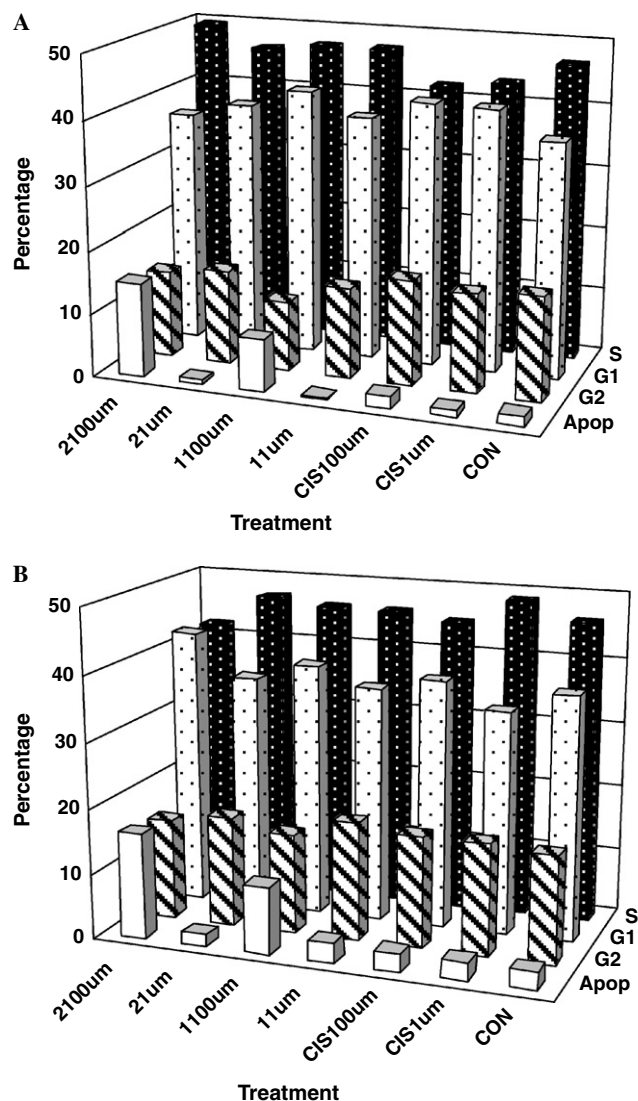 A
50
40
30
20
10
0
Percentage
2100um
21um
1100um
11um
CIS100um
CIS1um
CON
S
G1
G2
Apop
Treatment
B
50
40
30
20
10
0
Percentage
2100um
21um
1100um
11um
CIS100um
CIS1um
CON
S
G1
G2
Apop
Treatment